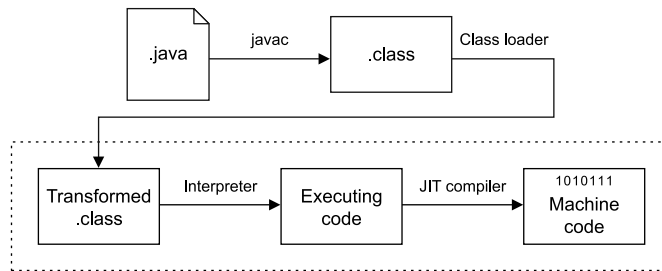 .java
javac
.class
Class loader
Transformed
.class
Interpreter
Executing
code
JIT compiler
1010111
Machine
code